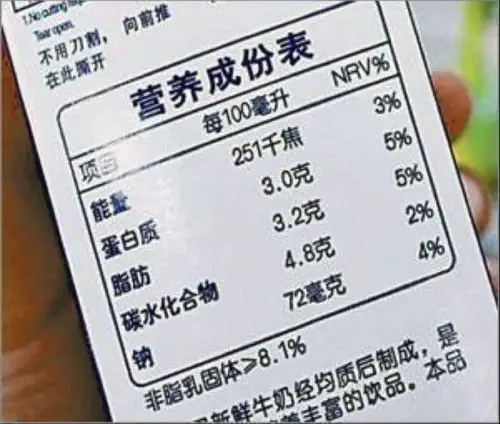 Tear open.
不用刀割， 向前推
在此撕开
营养成份表
项目 每100毫升 NRV%
能量 251千焦 3%
蛋白质 3.0克 5%
脂肪 3.2克 5%
碳水化合物 4.8克 2%
钠 72毫克 4%
非脂乳固体≥8.1%
新鲜牛奶经均质后制成，是
丰富的饮品。本品